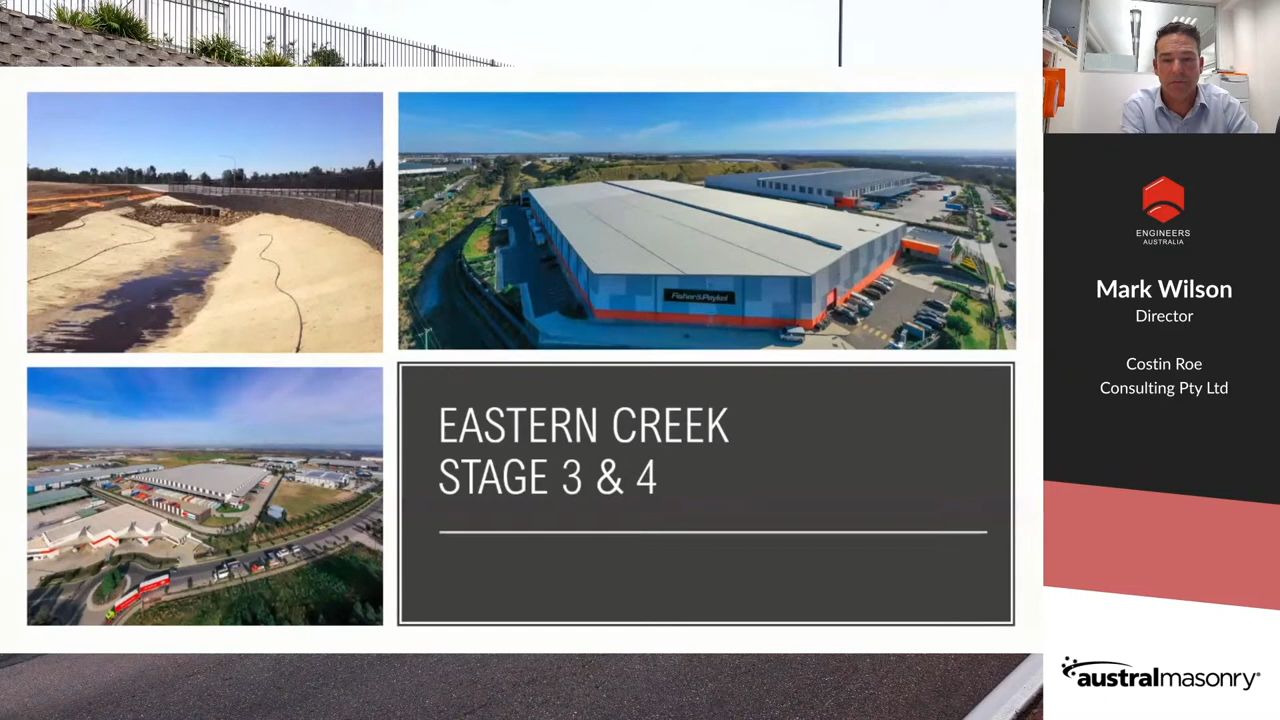 Fisher&Paykel
EASTERN CREEK
STAGE 3 & 4
ENGINEERS
AUSTRALIA
Mark Wilson
Director
Costin Roe
Consulting Pty Ltd
australmasonry®